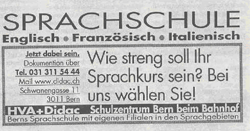 SPRACHSCHULE
Englisch • Französisch • Italienisch
Jetzt dabei sein.
Dokumentation über
Tel. 031 311 54 44
Mail www.didac.ch
Schwanengasse 11
3011 Bern
Wie streng soll Ihr
Sprachkurs sein? Bei
uns wählen Sie!
HVA+Didac Schulzentrum Bern beim Bahnhof
Berns Sprachschule mit eigenen Filialen in den Sprachgebieten